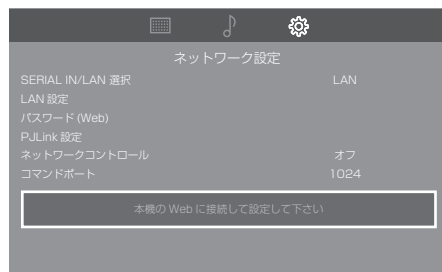 ネットワーク設定
SERIAL IN/LAN 選択 LAN
LAN 設定
パスワード (Web)
PJLink 設定
ネットワークコントロール オフ
コマンドポート 1024
本機の Web に接続して設定して下さい